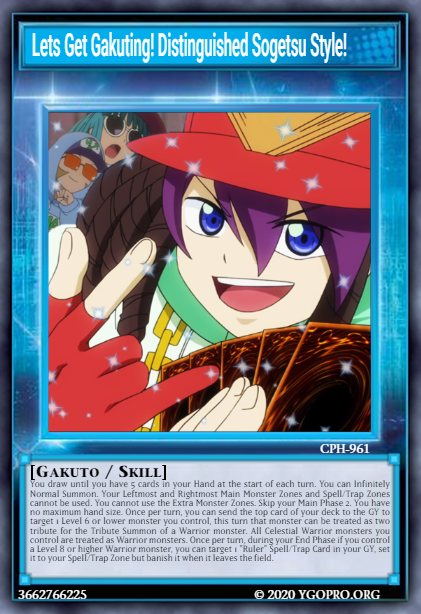 Lets Get Gakuting! Distinguished Sogetsu Style!
CPH-961
[Gakuto / Skill]
You draw until you have 5 cards in your Hand at the start of each turn. You can Infinitely
Normal Summon. Your Leftmost and Rightmost Main Monster Zones and Spell/Trap Zones
cannot be used. You cannot use the Extra Monster Zones. Skip your Main Phase 2. You have
no maximum hand size. Once per turn, you can send the top card of your deck to the GY to
target 1 Level 6 or lower monster you control, this turn that monster can be treated as two
tribute for the Tribute Summon of a Warrior monster. All Celestial Warrior monsters you
control are treated as Warrior monsters. Once per turn, during your End Phase if you control
a Level 8 or higher Warrior monster, you can target 1 "Ruler" Spell/Trap Card in your GY, set
it to your Spell/Trap Zone but banish it when it leaves the field.
3662766225
© 2020 YGOPRO.ORG